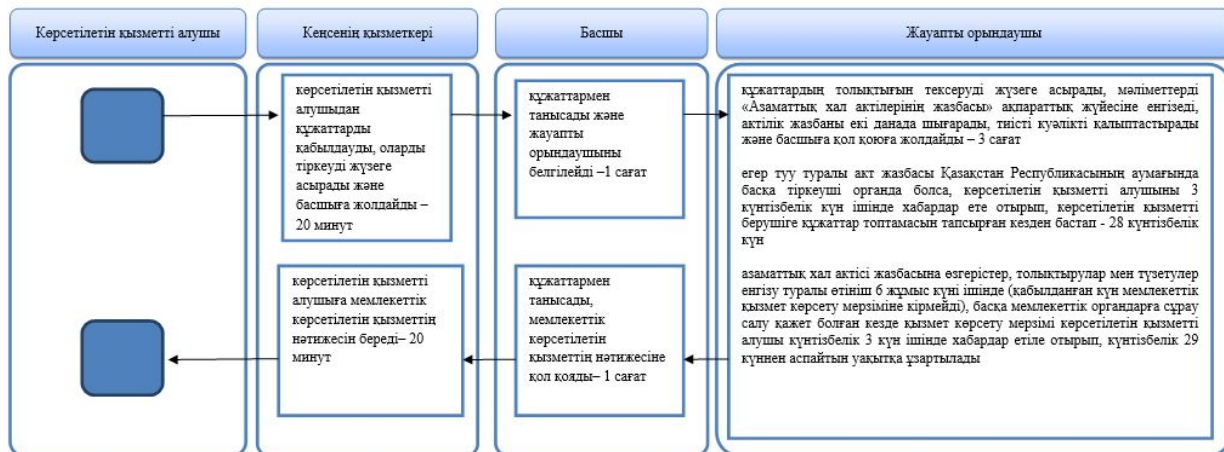 Көрсетілетін қызметті алушы
Кенсенің қызметкері
Басшы
Жауапты орындаушы
көрсетілетін қызметті
алушыдан
құжаттарды
қабылдауды, оларды
тіркеуді жүзеге
асырады және
басшыға жолдайды –
20 минут
құжаттармен
танысады және
жауапты
орындаушыны
белгілейді –1 сағат
құжаттардың толықтығын тексеруді жүзеге асырады, мәліметтерді
«Азаматтық хал актілерінің жазбасы» ақпараттық жүйесіне енгізеді,
актілік жазбаны екі данада шығарады, тиісті куәлікті қалыптастырады
және басшыға қол қоюға жолдайды – 3 сағат
егер туу туралы акт жазбасы Қазақстан Республикасының аумағында
басқа тіркеуші органда болса, көрсетілетін қызметті алушыны 3
күнтізбелік күн ішінде хабардар ете отырып, көрсетілетін қызметті
берушіге құжаттар топтамасын тапсырған кезден бастап - 28 күнтізбелік
күн
азаматтық хал актісі жазбасына өзгерістер, толықтырулар мен түзетулер
енгізу туралы өтініш 6 жұмыс күні ішінде (қабылданған күн мемлекеттік
қызмет көрсету мерзіміне кірмейді), басқа мемлекеттік органдарға сұрау
салу қажет болған кезде қызмет көрсету мерзімі көрсетілетін қызметті
алушы күнтізбелік 3 күн ішінде хабардар етіле отырып, күнтізбелік 29
күннен аспайтын уақытқа ұзартылады
көрсетілетін қызметті
алушыға мемлекеттік
көрсетілетін қызметтің
нәтижесін береді– 20
минут
құжаттармен
танысады,
мемлекеттік
көрсетілетін
қызметтің нәтижесіне
қол қояды– 1 сағат